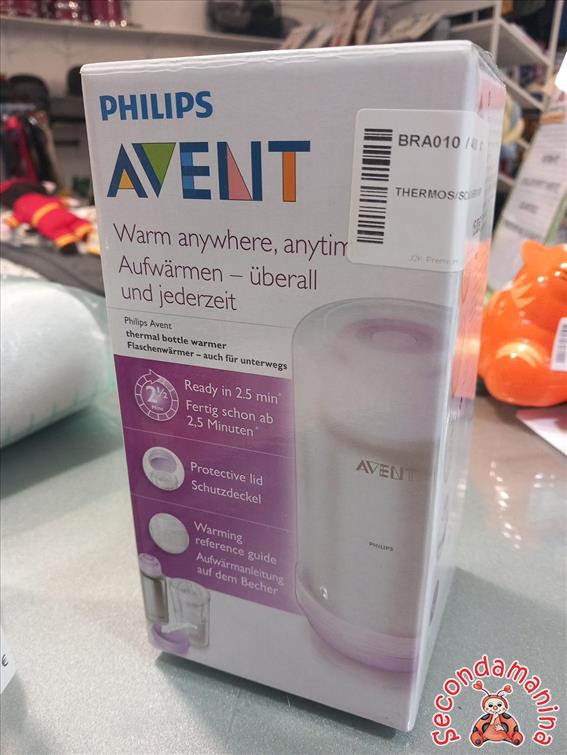 PHILIPS
AVENT
BRA010
Warm anywhere, anytim
Aufwärmen – überall
und jederzeit
Philips Avent
thermal bottle warmer
Flaschenwärmer – auch für unterwegs
2½
Ready in 2.5 min*
Fertig schon ab
2,5 Minuten*
Protective lid
Schutzdeckel
Warming
reference guide
Aufwärmanleitung
auf dem Becher
AVENT
PHILIPS
€
Secondamanina